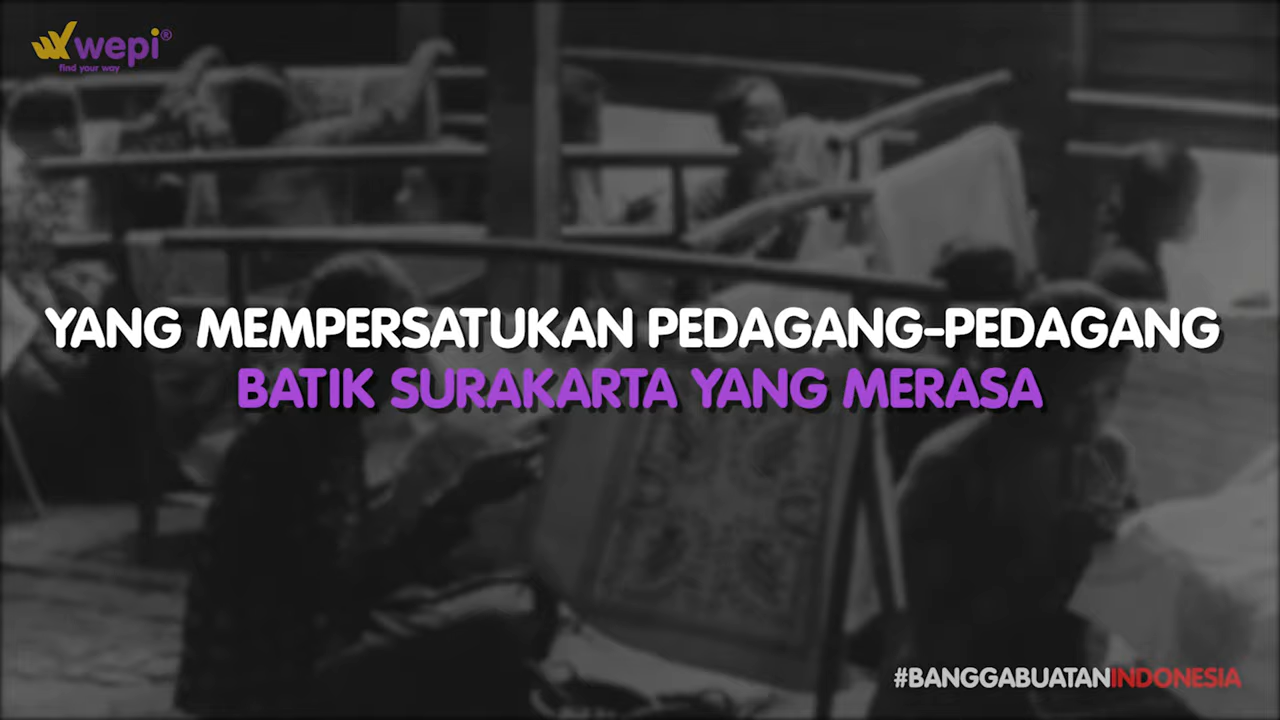 wepi®
find your way
YANG MEMPERSATUKAN PEDAGANG-PEDAGANG
BATIK SURAKARTA YANG MERASA
#BANGGABUATANINDONESIA